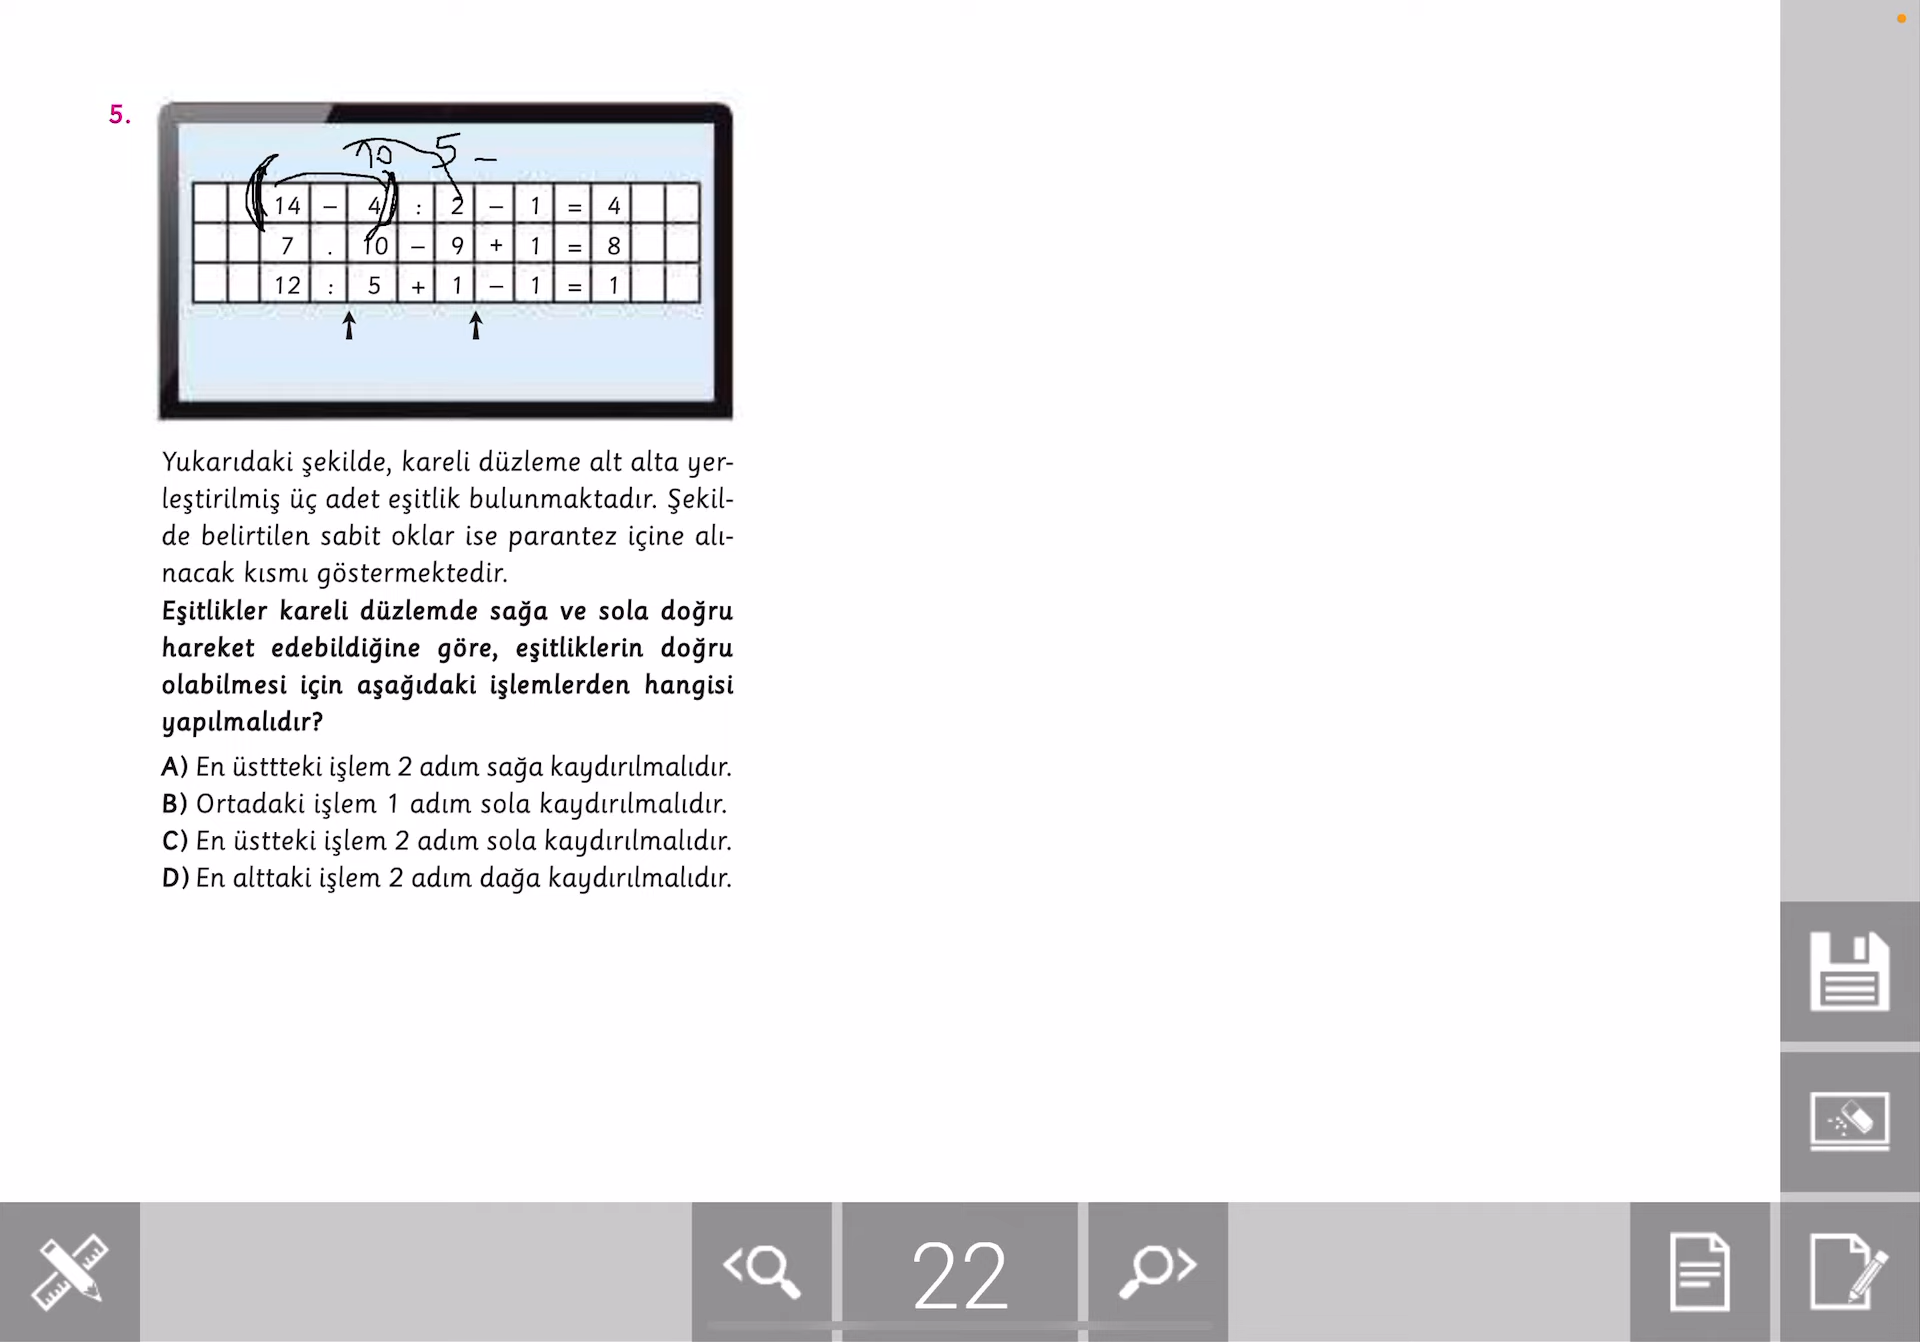 5.
10 5 –
( 14 – 4 ) : 2 – 1 = 4
7 . 10 – 9 + 1 = 8
12 : 5 + 1 – 1 = 1
Yukarıdaki şekilde, kareli düzleme alt alta yer-
leştirilmiş üç adet eşitlik bulunmaktadır. Şekil-
de belirtilen sabit oklar ise parantez içine alı-
nacak kısmı göstermektedir.
Eşitlikler kareli düzlemde sağa ve sola doğru
hareket edebildiğine göre, eşitliklerin doğru
olabilmesi için aşağıdaki işlemlerden hangisi
yapılmalıdır?
A) En üsttteki işlem 2 adım sağa kaydırılmalıdır.
B) Ortadaki işlem 1 adım sola kaydırılmalıdır.
C) En üstteki işlem 2 adım sola kaydırılmalıdır.
D) En alttaki işlem 2 adım dağa kaydırılmalıdır.
22